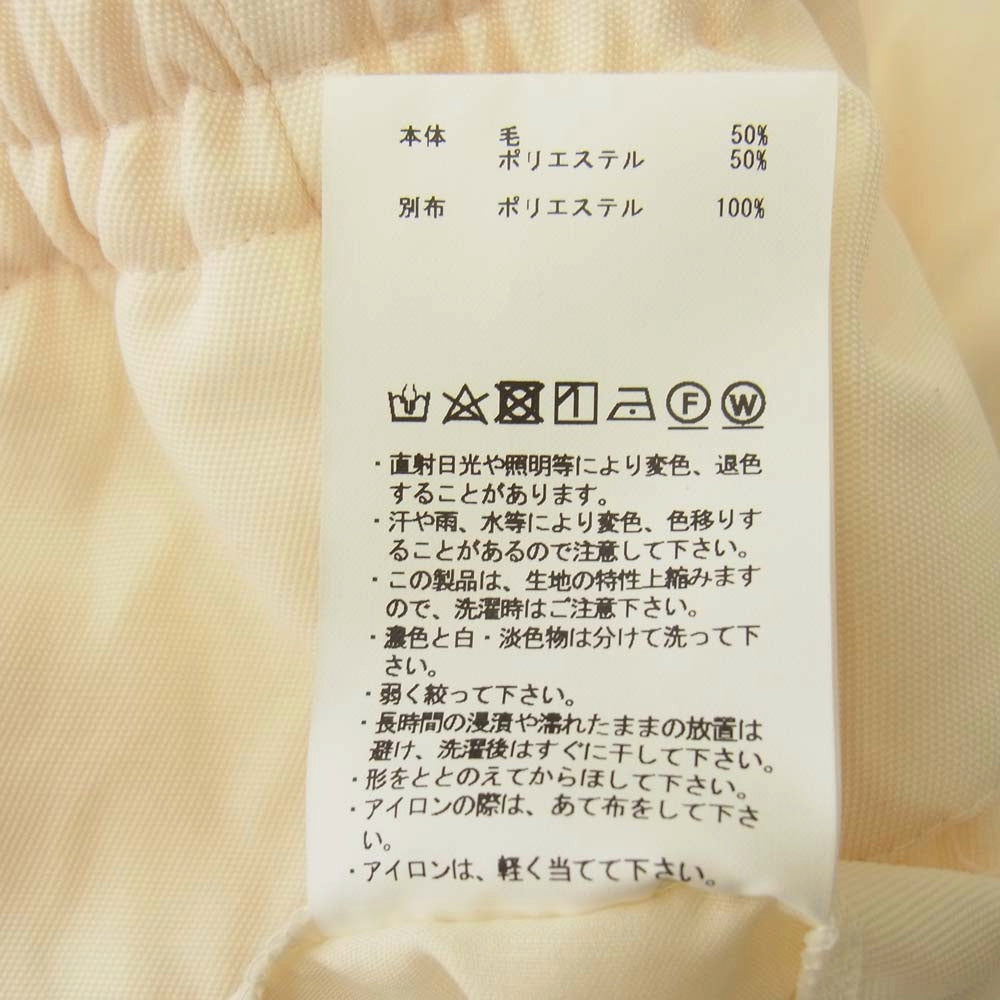 本体 毛 50%
ポリエステル 50%
別布 ポリエステル 100%
F W
・直射日光や照明等により変色、退色
することがあります。
・汗や雨、水等により変色、色移りす
ることがあるので注意して下さい。
・この製品は、生地の特性上縮みます
ので、洗濯時はご注意下さい。
・濃色と白・淡色物は分けて洗って下
さい。
・弱く絞って下さい。
・長時間の浸漬や濡れたままの放置は
避け、洗濯後はすぐに干して下さい。
・形をととのえてからほして下さい。
・アイロンの際は、あて布をして下さ
い。
・アイロンは、軽く当てて下さい。